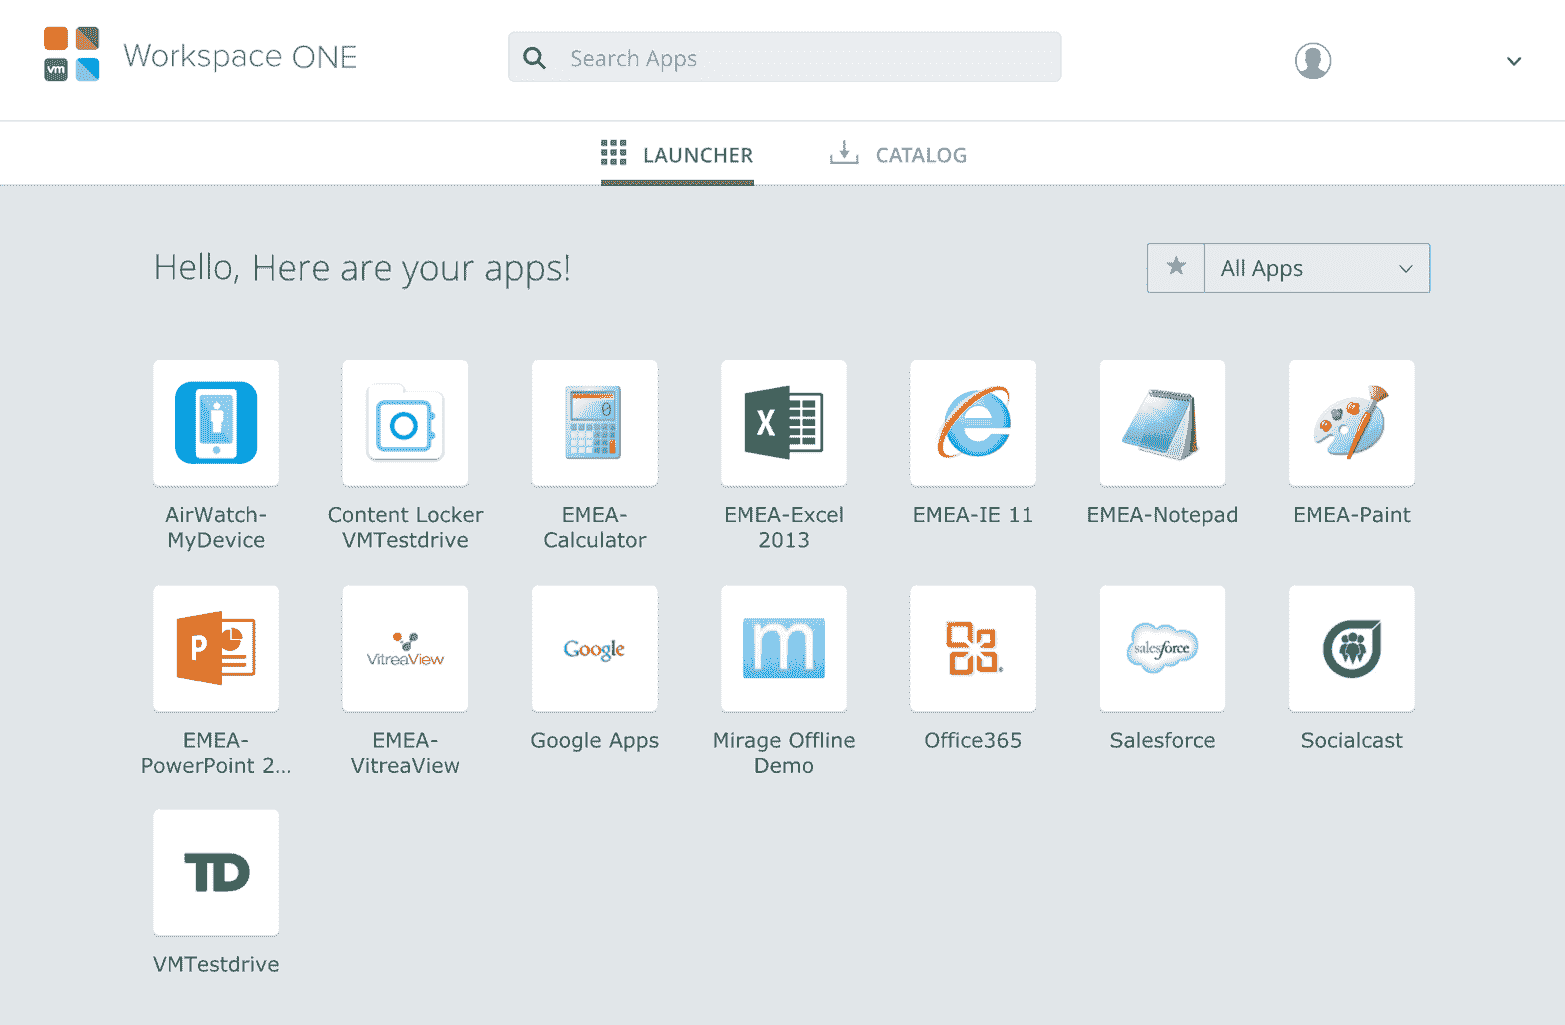 vm Workspace ONE
Search Apps
LAUNCHER
CATALOG
Hello, Here are your apps!
All Apps
0
X
AirWatch-
MyDevice
Content Locker
VMTestdrive
EMEA-
Calculator
EMEA-Excel
2013
EMEA-IE 11
EMEA-Notepad
EMEA-Paint
P
VitreaView
Google
m
salesforce
EMEA-
PowerPoint 2...
EMEA-
VitreaView
Google Apps
Mirage Offline
Demo
Office365
Salesforce
Socialcast
TD
VMTestdrive